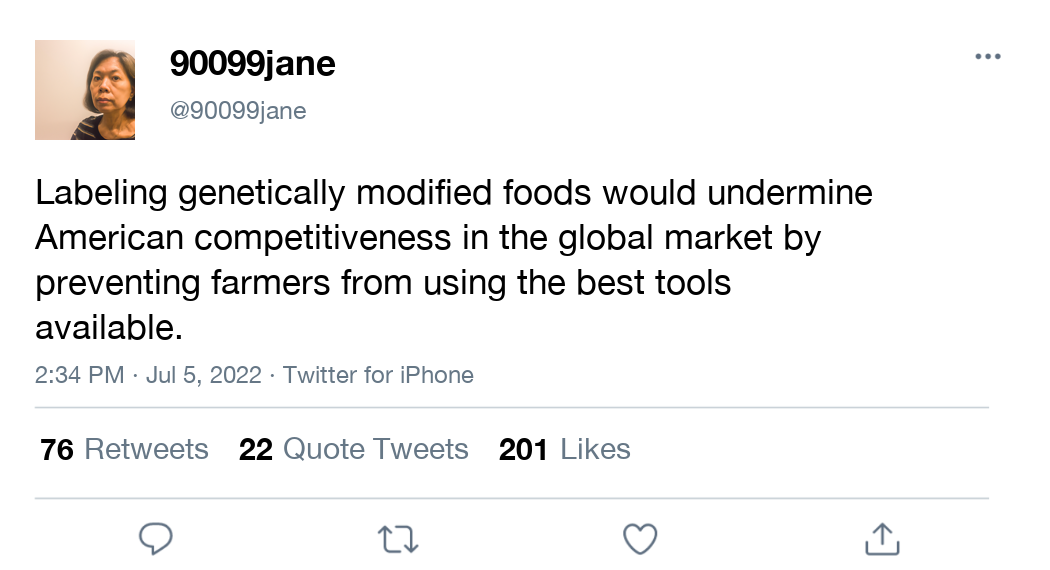 90099jane
@90099jane
Labeling genetically modified foods would undermine
American competitiveness in the global market by
preventing farmers from using the best tools
available.
2:34 PM · Jul 5, 2022 · Twitter for iPhone
76 Retweets 22 Quote Tweets 201 Likes